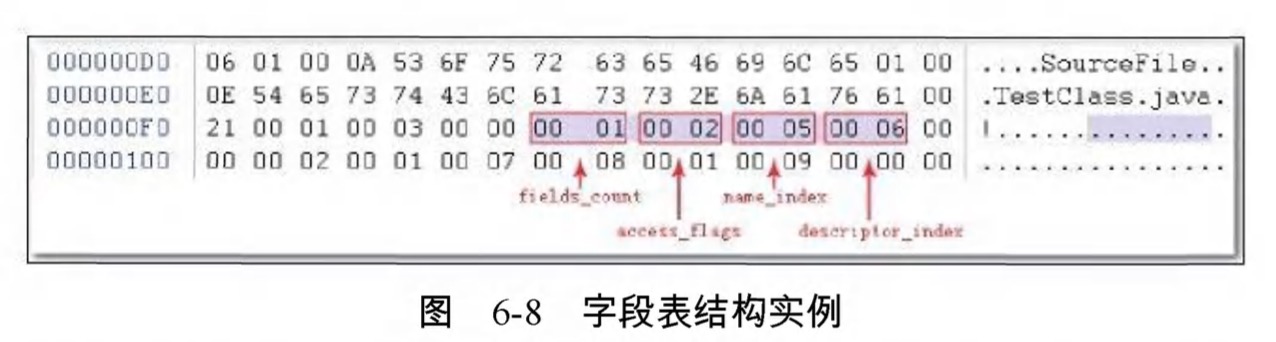 000000D0 06 01 00 0A 53 6F 75 72 63 65 46 69 6C 65 01 00 ....SourceFile..
000000E0 0E 54 65 73 74 43 6C 61 73 73 2E 6A 61 76 61 00 .TestClass.java.
000000F0 21 00 01 00 03 00 00 00 01 00 02 00 05 00 06 00 !...............
00000100 00 00 02 00 01 00 07 00 08 00 01 00 09 00 00 00 ................
fields_count name_index
access_flags descriptor_index
图 6-8 字段表结构实例